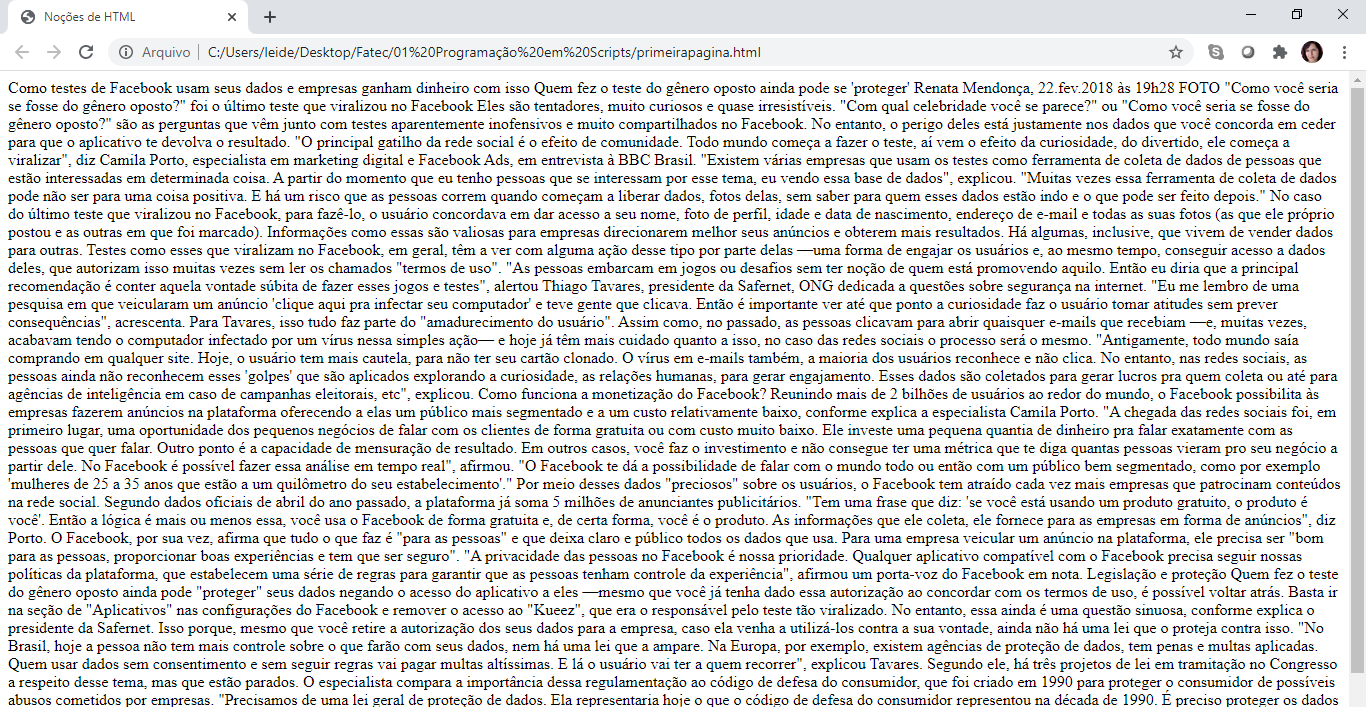 Noções de HTML
Arquivo | C:/Users/leide/Desktop/Fatec/01%20Programação%20em%20Scripts/primeirapagina.html
Como testes de Facebook usam seus dados e empresas ganham dinheiro com isso Quem fez o teste do gênero oposto ainda pode se 'proteger' Renata Mendonça, 22.fev.2018 às 19h28 FOTO "Como você seria
se fosse do gênero oposto?" foi o último teste que viralizou no Facebook Eles são tentadores, muito curiosos e quase irresistíveis. "Com qual celebridade você se parece?" ou "Como você seria se fosse do
gênero oposto?" são as perguntas que vêm junto com testes aparentemente inofensivos e muito compartilhados no Facebook. No entanto, o perigo deles está justamente nos dados que você concorda em ceder
para que o aplicativo te devolva o resultado. "O principal gatilho da rede social é o efeito de comunidade. Todo mundo começa a fazer o teste, aí vem o efeito da curiosidade, do divertido, ele começa a
viralizar", diz Camila Porto, especialista em marketing digital e Facebook Ads, em entrevista à BBC Brasil. "Existem várias empresas que usam os testes como ferramenta de coleta de dados de pessoas que
estão interessadas em determinada coisa. A partir do momento que eu tenho pessoas que se interessam por esse tema, eu vendo essa base de dados", explicou. "Muitas vezes essa ferramenta de coleta de dados
pode não ser para uma coisa positiva. E há um risco que as pessoas correm quando começam a liberar dados, fotos delas, sem saber para quem esses dados estão indo e o que pode ser feito depois." No caso
do último teste que viralizou no Facebook, para fazê-lo, o usuário concordava em dar acesso a seu nome, foto de perfil, idade e data de nascimento, endereço de e-mail e todas as suas fotos (as que ele próprio
postou e as outras em que foi marcado). Informações como essas são valiosas para empresas direcionarem melhor seus anúncios e obterem mais resultados. Há algumas, inclusive, que vivem de vender dados
para outras. Testes como esses que viralizam no Facebook, em geral, têm a ver com alguma ação desse tipo por parte delas —uma forma de engajar os usuários e, ao mesmo tempo, conseguir acesso a dados
deles, que autorizam isso muitas vezes sem ler os chamados "termos de uso". "As pessoas embarcam em jogos ou desafios sem ter noção de quem está promovendo aquilo. Então eu diria que a principal
recomendação é conter aquela vontade súbita de fazer esses jogos e testes", alertou Thiago Tavares, presidente da Safernet, ONG dedicada a questões sobre segurança na internet. "Eu me lembro de uma
pesquisa em que veicularam um anúncio 'clique aqui pra infectar seu computador' e teve gente que clicava. Então é importante ver até que ponto a curiosidade faz o usuário tomar atitudes sem prever
consequências", acrescenta. Para Tavares, isso tudo faz parte do "amadurecimento do usuário". Assim como, no passado, as pessoas clicavam para abrir quaisquer e-mails que recebiam —e, muitas vezes,
acabavam tendo o computador infectado por um vírus nessa simples ação— e hoje já têm mais cuidado quanto a isso, no caso das redes sociais o processo será o mesmo. "Antigamente, todo mundo saía
comprando em qualquer site. Hoje, o usuário tem mais cautela, para não ter seu cartão clonado. O vírus em e-mails também, a maioria dos usuários reconhece e não clica. No entanto, nas redes sociais, as
pessoas ainda não reconhecem esses 'golpes' que são aplicados explorando a curiosidade, as relações humanas, para gerar engajamento. Esses dados são coletados para gerar lucros pra quem coleta ou até para
agências de inteligência em caso de campanhas eleitorais, etc", explicou. Como funciona a monetização do Facebook? Reunindo mais de 2 bilhões de usuários ao redor do mundo, o Facebook possibilita às
empresas fazerem anúncios na plataforma oferecendo a elas um público mais segmentado e a um custo relativamente baixo, conforme explica a especialista Camila Porto. "A chegada das redes sociais foi, em
primeiro lugar, uma oportunidade dos pequenos negócios de falar com os clientes de forma gratuita ou com custo muito baixo. Ele investe uma pequena quantia de dinheiro pra falar exatamente com as
pessoas que quer falar. Outro ponto é a capacidade de mensuração de resultado. Em outros casos, você faz o investimento e não consegue ter uma métrica que te diga quantas pessoas vieram pro seu negócio a
partir dele. No Facebook é possível fazer essa análise em tempo real", afirmou. "O Facebook te dá a possibilidade de falar com o mundo todo ou então com um público bem segmentado, como por exemplo
'mulheres de 25 a 35 anos que estão a um quilômetro do seu estabelecimento'." Por meio desses dados "preciosos" sobre os usuários, o Facebook tem atraído cada vez mais empresas que patrocinam conteúdos
na rede social. Segundo dados oficiais de abril do ano passado, a plataforma já soma 5 milhões de anunciantes publicitários. "Tem uma frase que diz: 'se você está usando um produto gratuito, o produto é
você'. Então a lógica é mais ou menos essa, você usa o Facebook de forma gratuita e, de certa forma, você é o produto. As informações que ele coleta, ele fornece para as empresas em forma de anúncios", diz
Porto. O Facebook, por sua vez, afirma que tudo o que faz é "para as pessoas" e que deixa claro e público todos os dados que usa. Para uma empresa veicular um anúncio na plataforma, ele precisa ser "bom
para as pessoas, proporcionar boas experiências e tem que ser seguro". "A privacidade das pessoas no Facebook é nossa prioridade. Qualquer aplicativo compatível com o Facebook precisa seguir nossas
políticas da plataforma, que estabelecem uma série de regras para garantir que as pessoas tenham controle da experiência", afirmou um porta-voz do Facebook em nota. Legislação e proteção Quem fez o teste
do gênero oposto ainda pode "proteger" seus dados negando o acesso do aplicativo a eles —mesmo que você já tenha dado essa autorização ao concordar com os termos de uso, é possível voltar atrás. Basta ir
na seção de "Aplicativos" nas configurações do Facebook e remover o acesso ao "Kueez", que era o responsável pelo teste tão viralizado. No entanto, essa ainda é uma questão sinuosa, conforme explica o
presidente da Safernet. Isso porque, mesmo que você retire a autorização dos seus dados para a empresa, caso ela venha a utilizá-los contra a sua vontade, ainda não há uma lei que o proteja contra isso. "No
Brasil, hoje a pessoa não tem mais controle sobre o que farão com seus dados, nem há uma lei que a ampare. Na Europa, por exemplo, existem agências de proteção de dados, tem penas e multas aplicadas.
Quem usar dados sem consentimento e sem seguir regras vai pagar multas altíssimas. E lá o usuário vai ter a quem recorrer", explicou Tavares. Segundo ele, há três projetos de lei em tramitação no Congresso
a respeito desse tema, mas que estão parados. O especialista compara a importância dessa regulamentação ao código de defesa do consumidor, que foi criado em 1990 para proteger o consumidor de possíveis
abusos cometidos por empresas. "Precisamos de uma lei geral de proteção de dados. Ela representaria hoje o que o código de defesa do consumidor representou na década de 1990. É preciso proteger os dados